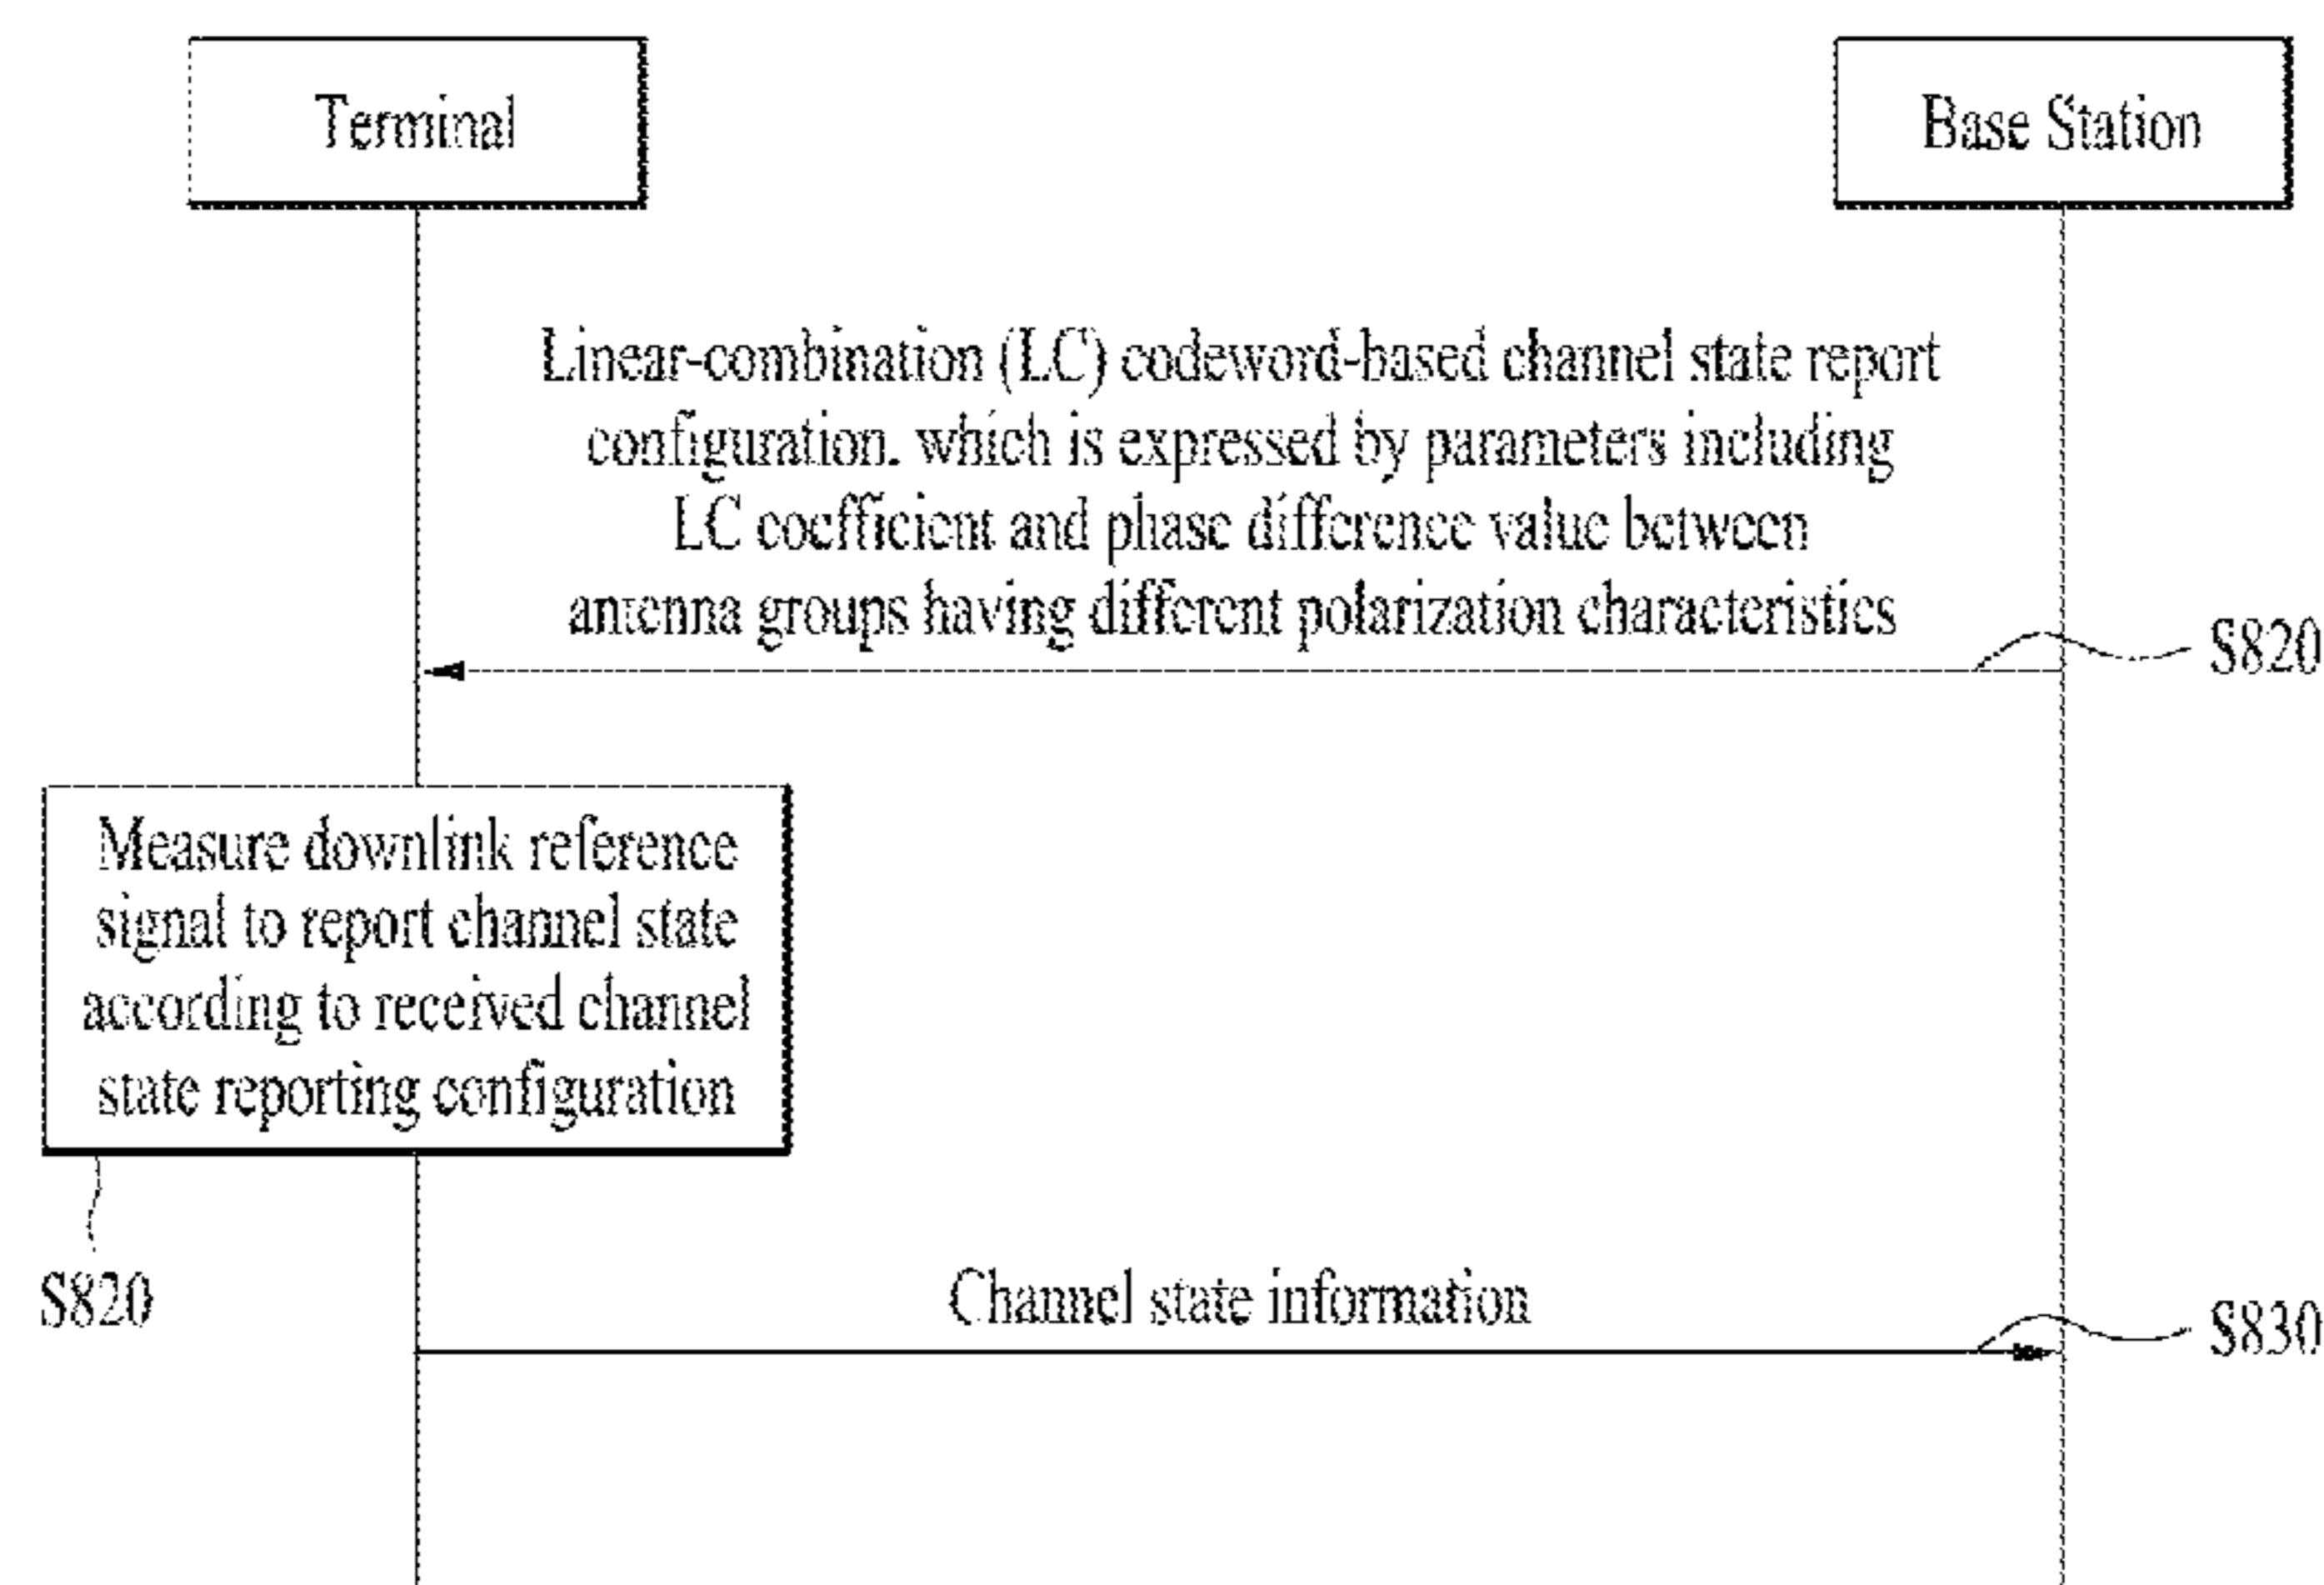 Terminal
Base Station
Linear-combination (LC) codeword-based channel state report
configuration. which is expressed by parameters including
LC coefficient and phase difference value between
antenna groups having different polarization characteristics
S820
Measure downlink reference
signal to report channel state
according to received channel
state reporting configuration
S820
Channel state information
S830